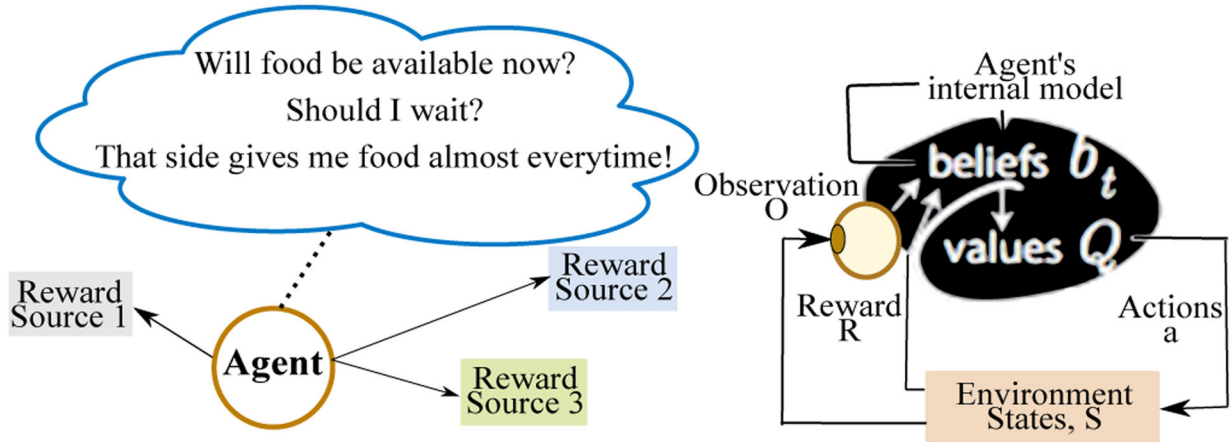 Will food be available now?
Should I wait?
That side gives me food almost everytime!
Reward
Source 1
Agent
Reward
Source 2
Reward
Source 3
Agent's
internal model
beliefs b_t
values Q
Observation
O
Reward
R
Actions
a
Environment
States, S